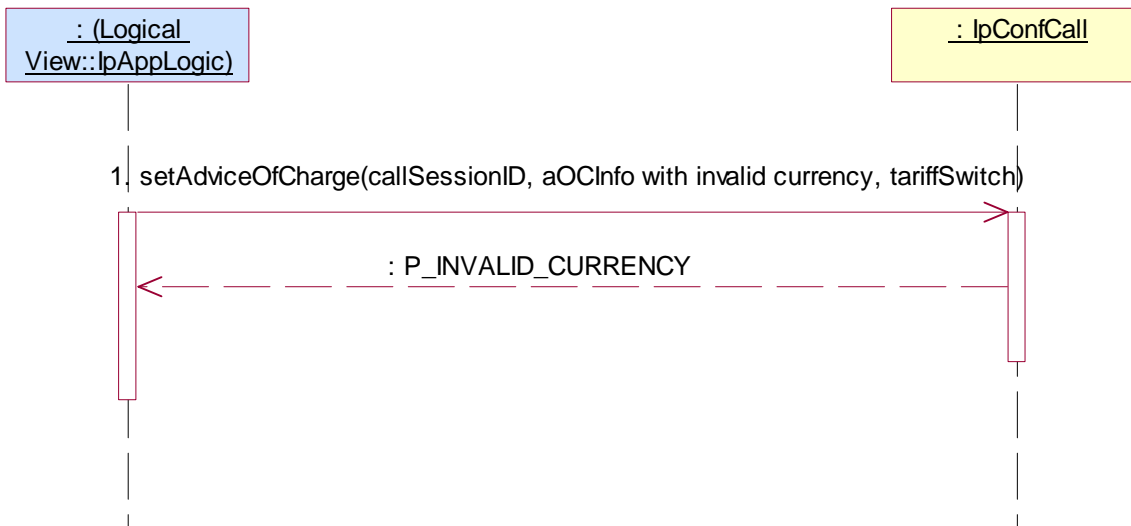 : (Logical
View::IpAppLogic)
: IpConfCall
1. setAdviceOfCharge(callSessionID, aOCInfo with invalid currency, tariffSwitch)
: P_INVALID_CURRENCY